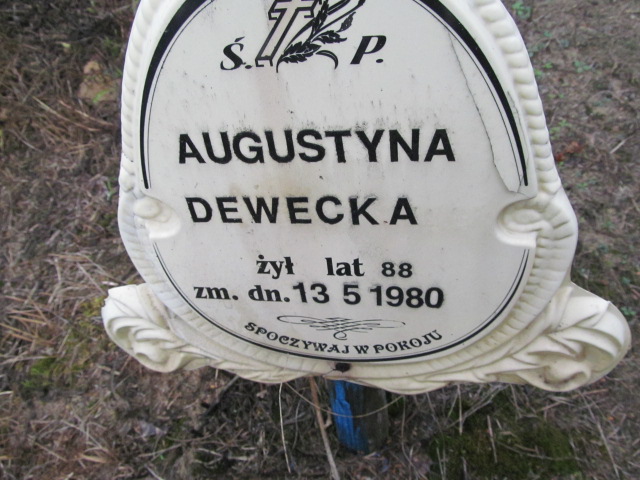 Ś. P.
AUGUSTYNA
DEWECKA
żył lat 88
zm. dn. 13 5 1980
SPOCZYWAJ W POKOJU